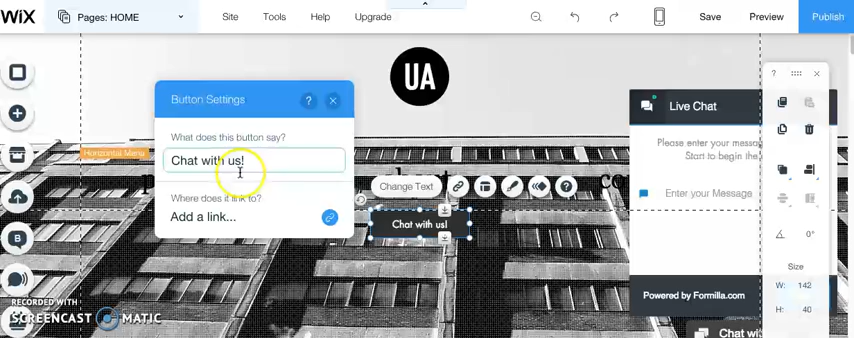 WiX
Pages: HOME
Site
Tools
Help
Upgrade
Save
Preview
Publish
UA
Button Settings
?
What does this button say?
Chat with us!
Where does it link to?
Add a link...
Horizontal Menu
Change Text
?
Chat with us!
Live Chat
Please enter your messa
Start to begin the
Enter your Message
Powered by Formilla.com
Chat wi
?
0°
Size
W: 142
H: 40
B
RECORDED WITH
SCREENCAST MATIC